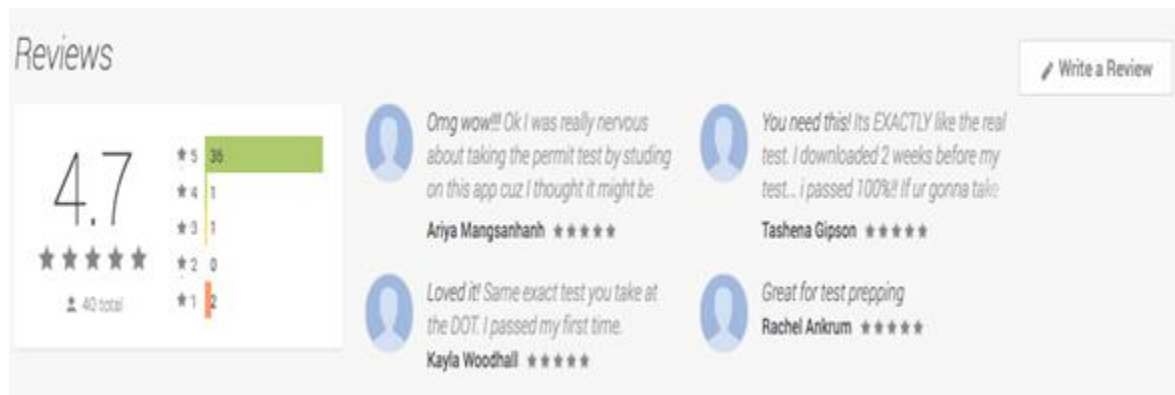 Reviews
Write a Review
4.7
40 total
5 36
4 1
3 1
2 0
1 2
Omg wow!!! Ok I was really nervous
about taking the permit test by studing
on this app cuz I thought it might be
Ariya Mangsanhanh
You need this! Its EXACTLY like the real
test. I downloaded 2 weeks before my
test... i passed 100%!! If ur gonna take
Tashena Gipson
Loved it! Same exact test you take at
the DOT. I passed my first time.
Kayla Woodhall
Great for test prepping
Rachel Ankrum